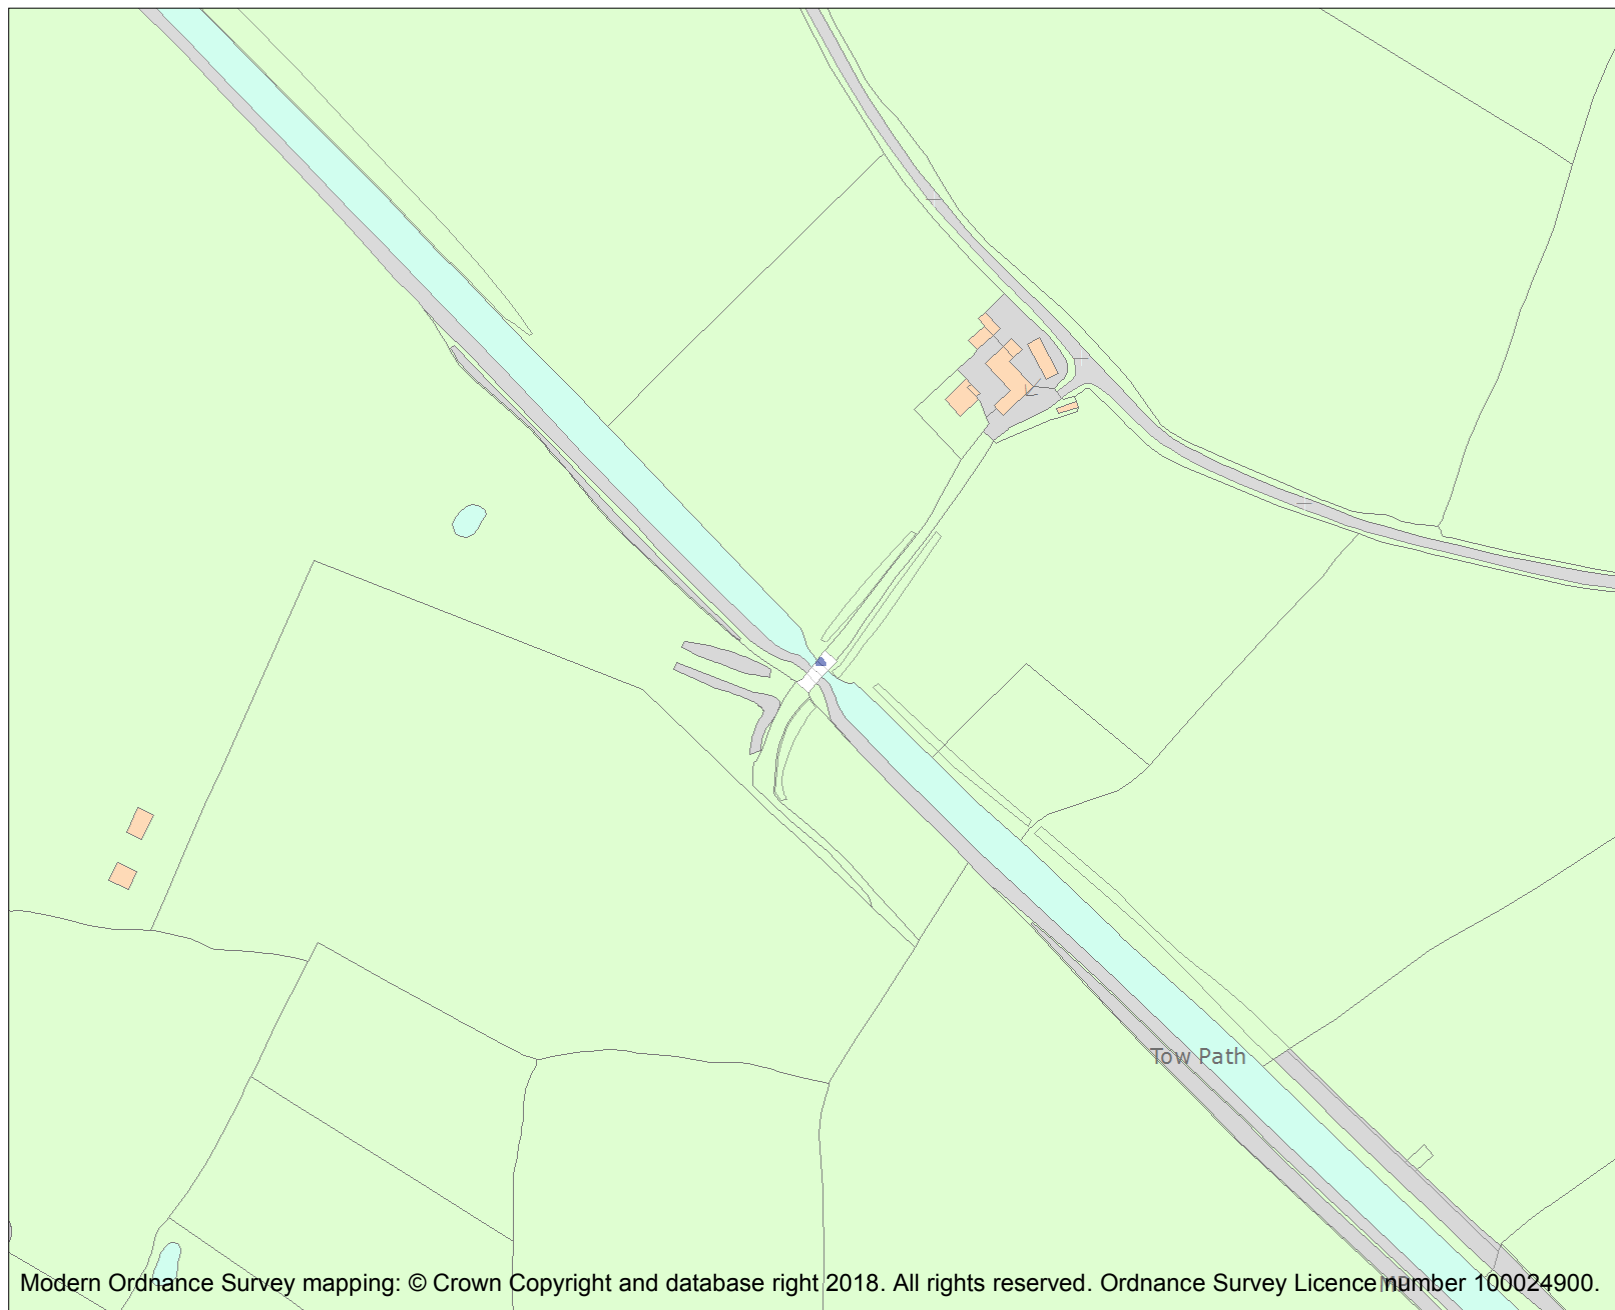 Tow Path
Modern Ordnance Survey mapping: © Crown Copyright and database right 2018. All rights reserved. Ordnance Survey Licence number 100024900.